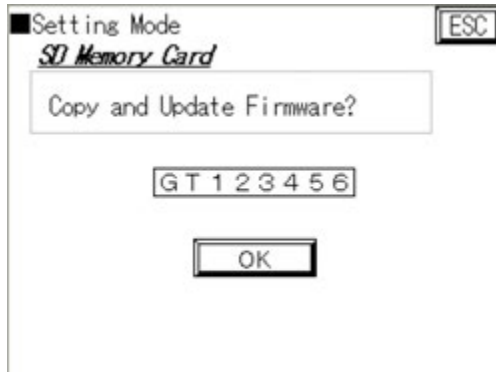 ■Setting Mode
ESC
SD Memory Card
Copy and Update Firmware?
GT123456
OK